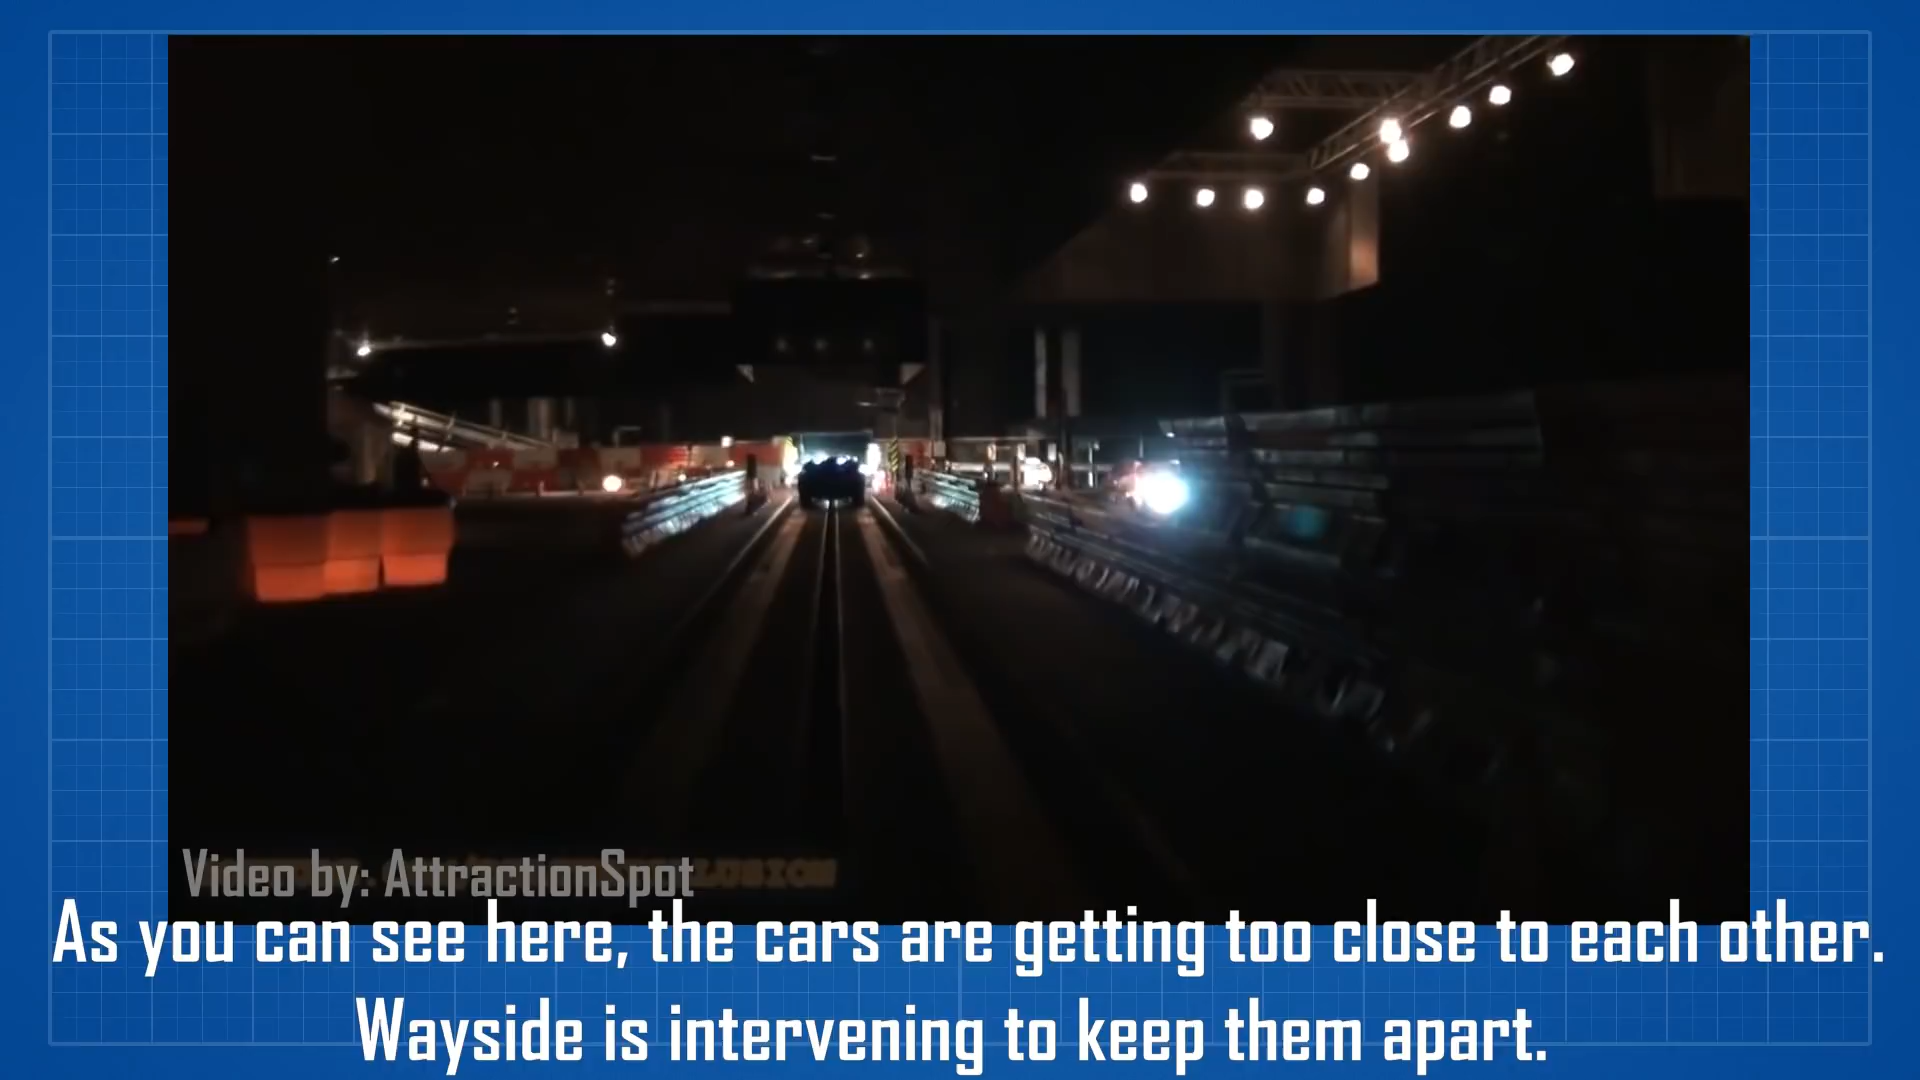 Video by: AttractionSpot
As you can see here, the cars are getting too close to each other.
Wayside is intervening to keep them apart.